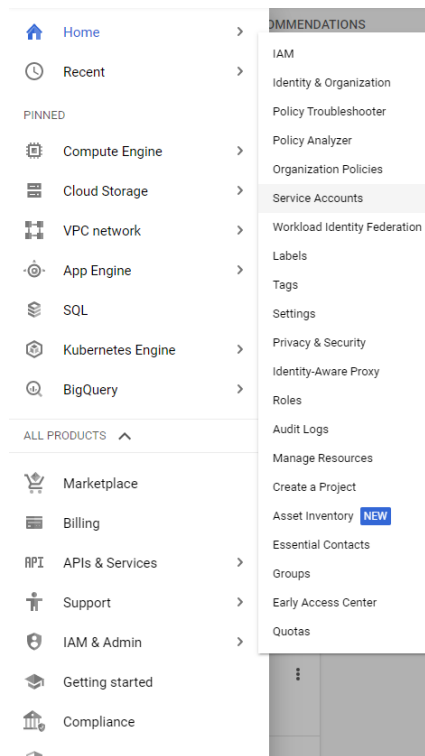 Home
Recent
PINNED
Compute Engine
Cloud Storage
VPC network
App Engine
SQL
Kubernetes Engine
BigQuery
ALL PRODUCTS
Marketplace
Billing
API APIs & Services
Support
IAM & Admin
Getting started
Compliance
OMMENDATIONS
IAM
Identity & Organization
Policy Troubleshooter
Policy Analyzer
Organization Policies
Service Accounts
Workload Identity Federation
Labels
Tags
Settings
Privacy & Security
Identity-Aware Proxy
Roles
Audit Logs
Manage Resources
Create a Project
Asset Inventory NEW
Essential Contacts
Groups
Early Access Center
Quotas